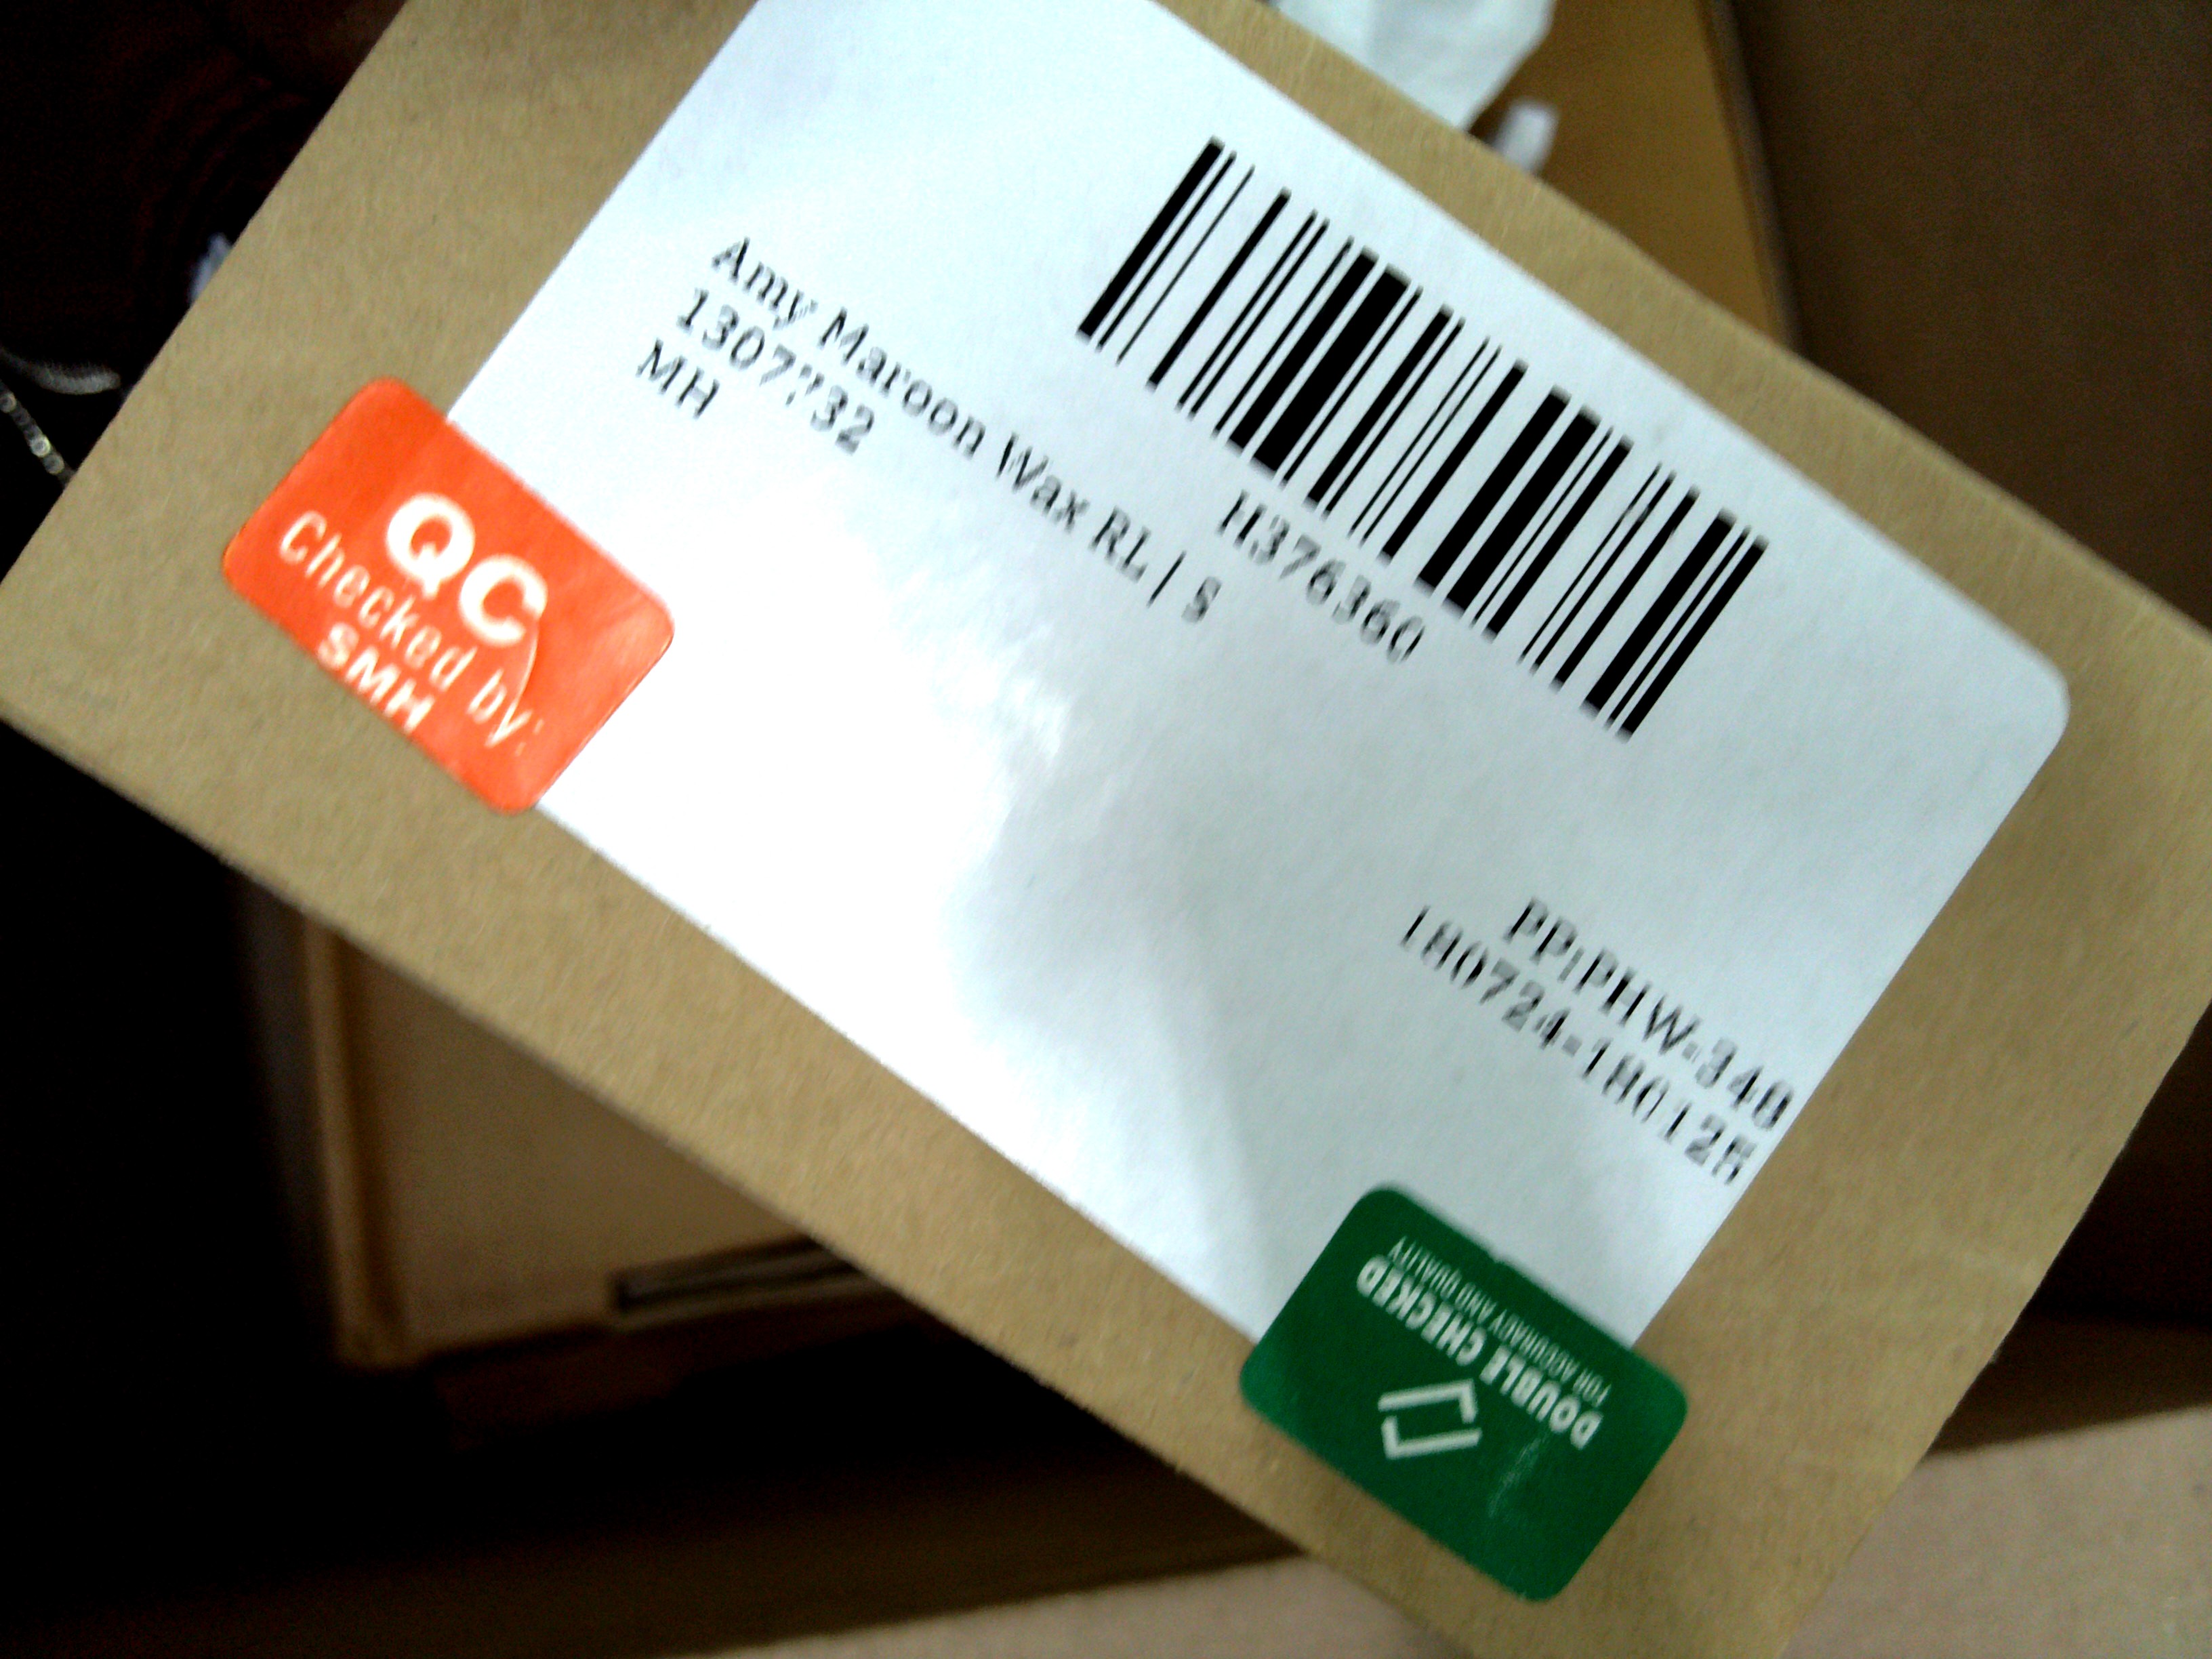 H376360
Amy Maroon Wax RL | S
1307732
MH
QC
Checked by:
SMH
PP|PHW-348
180724-180128
DOUBLE CHECKED
FOR ACCURACY AND QUALITY